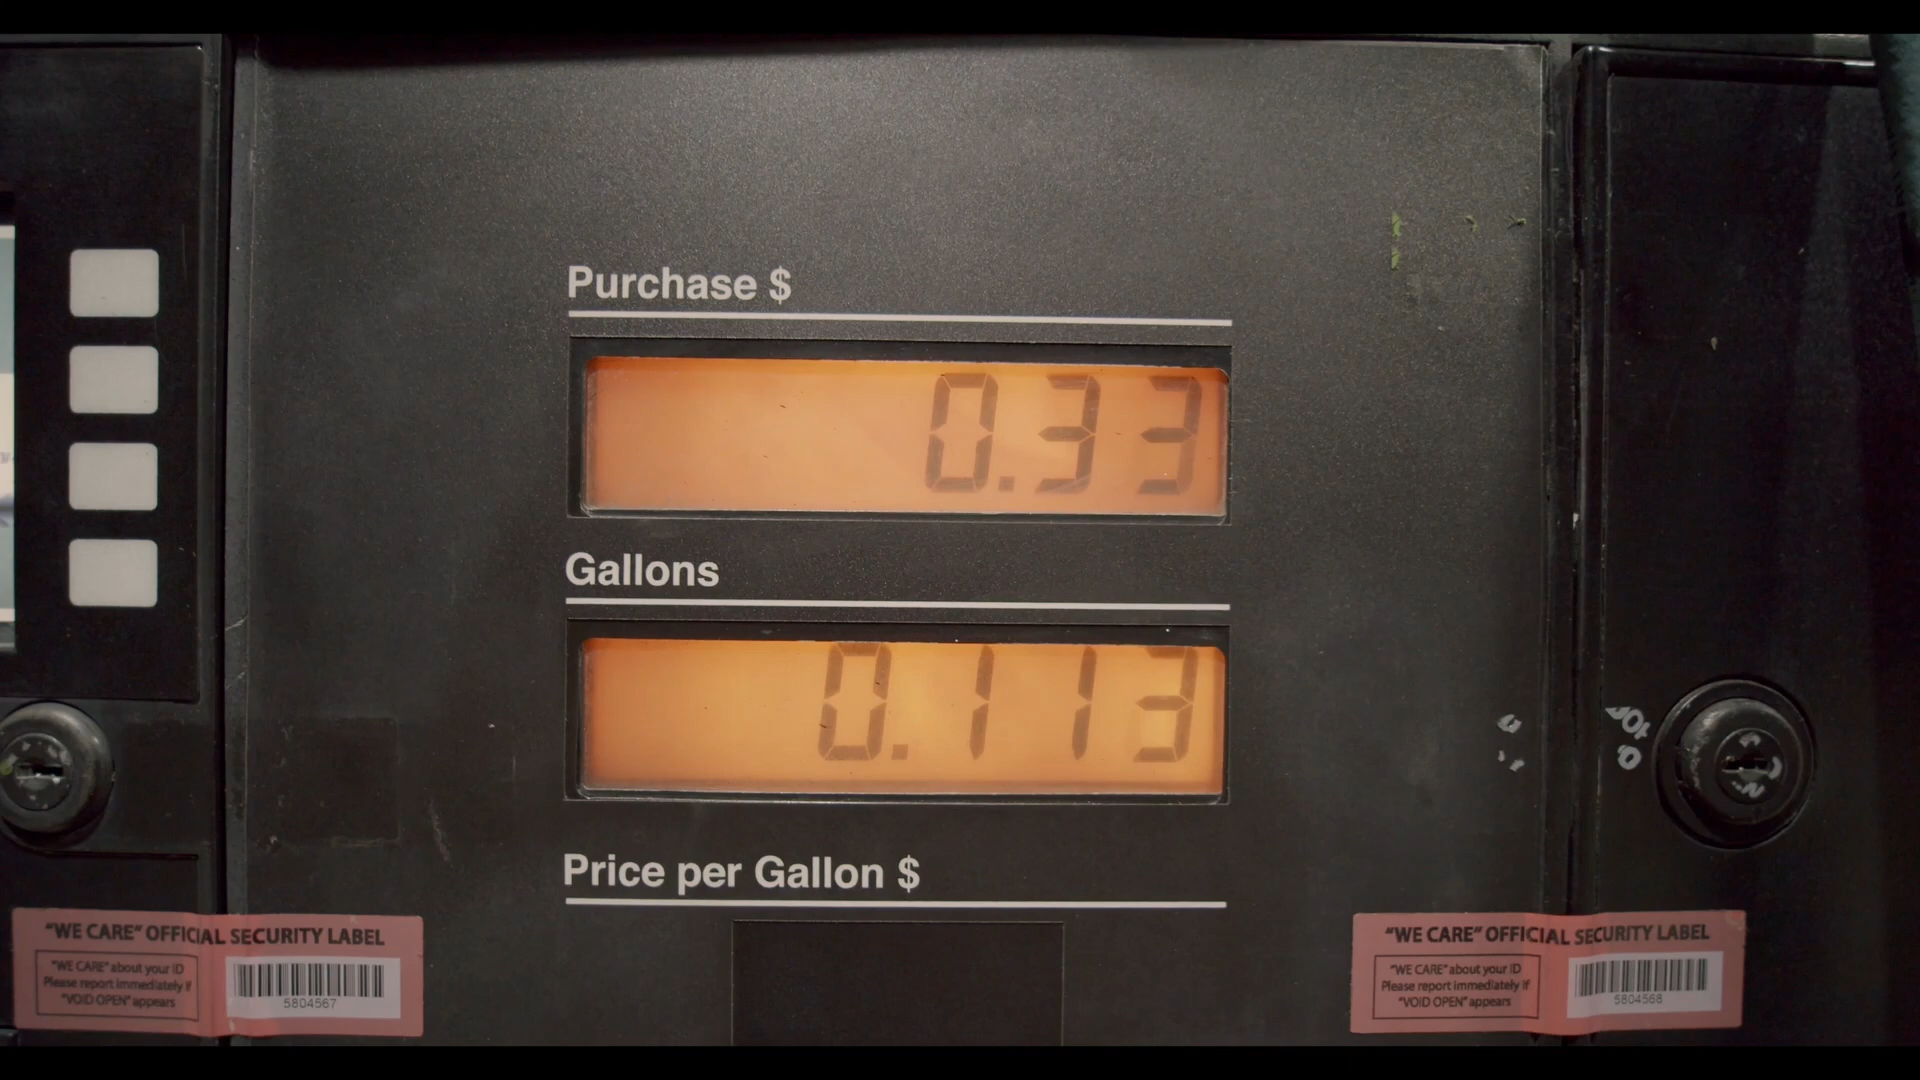 Purchase $
0.33
Gallons
0.113
Price per Gallon $
"WE CARE" OFFICIAL SECURITY LABEL
"WE CARE" about your ID
Please report immediately if
"VOID OPEN" appears
5804567
"WE CARE" OFFICIAL SECURITY LABEL
"WE CARE" about your ID
Please report immediately if
"VOID OPEN" appears
5804568